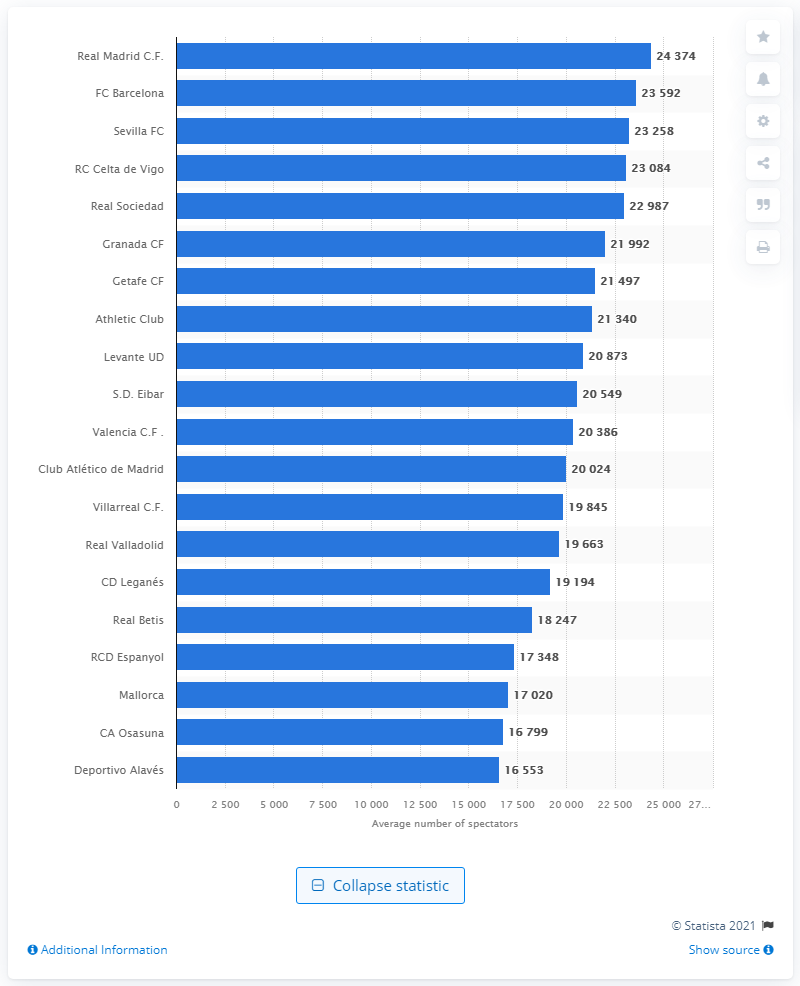 Real Madrid C.F. 24 374
FC Barcelona 23 592
Sevilla FC 23 258
RC Celta de Vigo 23 084
Real Sociedad 22 987
Granada CF 21 992
Getafe CF 21 497
Athletic Club 21 340
Levante UD 20 873
S.D. Eibar 20 549
Valencia C.F . 20 386
Club Atlético de Madrid 20 024
Villarreal C.F. 19 845
Real Valladolid 19 663
CD Leganés 19 194
Real Betis 18 247
RCD Espanyol 17 348
Mallorca 17 020
CA Osasuna 16 799
Deportivo Alavés 16 553
0 2 500 5 000 7 500 10 000 12 500 15 000 17 500 20 000 22 500 25 000 27...
Average number of spectators
Collapse statistic
© Statista 2021
Additional Information Show source